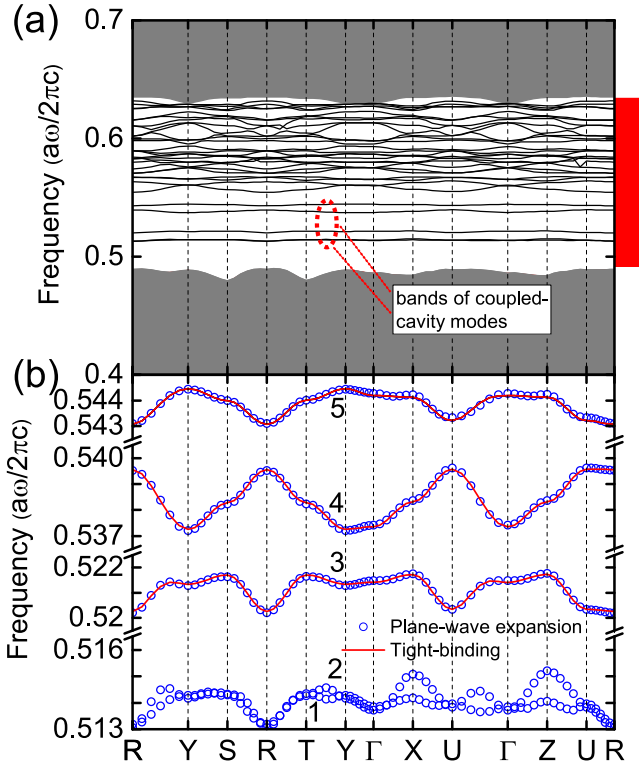 (a)
0.7
0.6
0.5
0.4
Frequency (aω/2πc)
bands of coupled-
cavity modes
(b)
0.544
0.543
0.540
0.537
0.522
0.52
0.516
0.513
Frequency (aω/2πc)
5
4
3
2
1
Plane-wave expansion
Tight-binding
R Y S R T Y Γ X U Γ Z U R